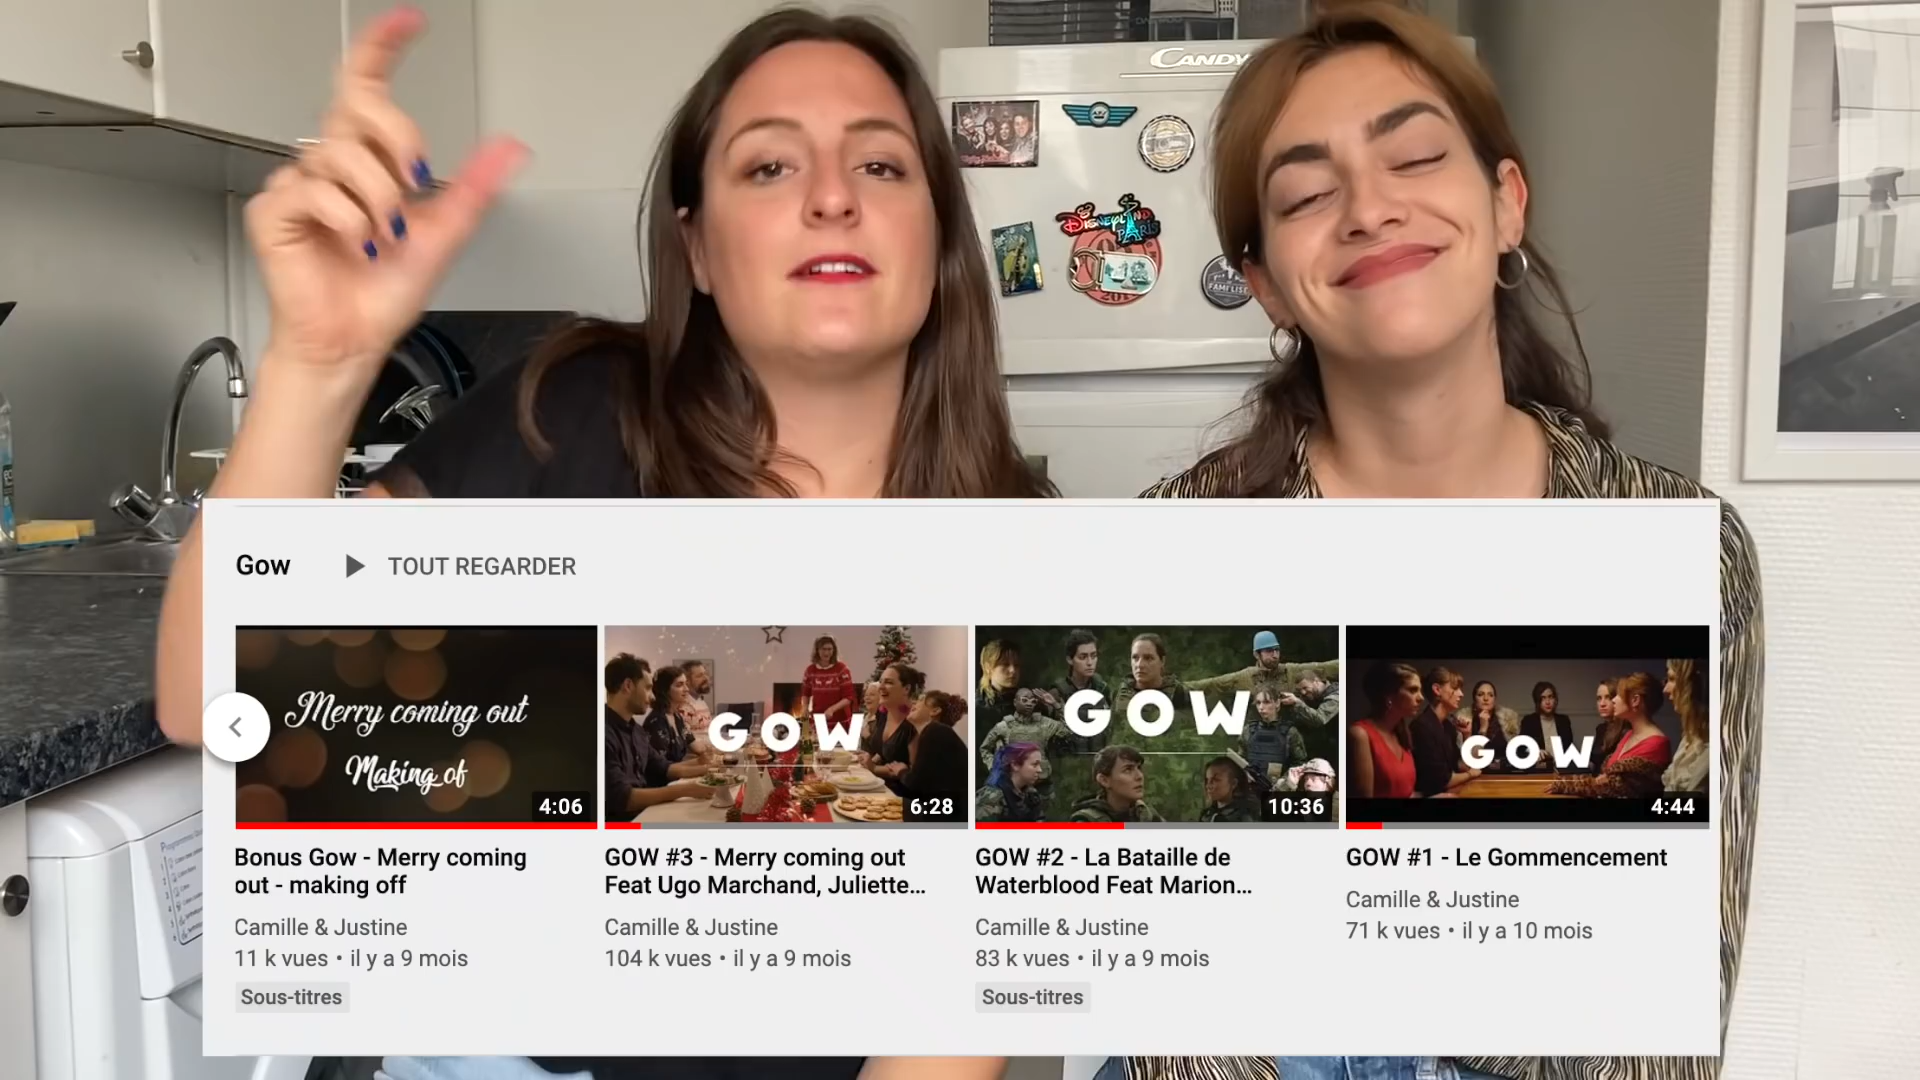 CANDY
DISNEYLAND
PARIS
Gow
TOUT REGARDER
Merry coming out
Making of
4:06
GOW
6:28
GOW
10:36
GOW
4:44
Bonus Gow - Merry coming
out - making off
Camille & Justine
11 k vues • il y a 9 mois
Sous-titres
GOW #3 - Merry coming out
Feat Ugo Marchand, Juliette...
Camille & Justine
104 k vues • il y a 9 mois
GOW #2 - La Bataille de
Waterblood Feat Marion...
Camille & Justine
83 k vues • il y a 9 mois
Sous-titres
GOW #1 - Le Gommencement
Camille & Justine
71 k vues • il y a 10 mois